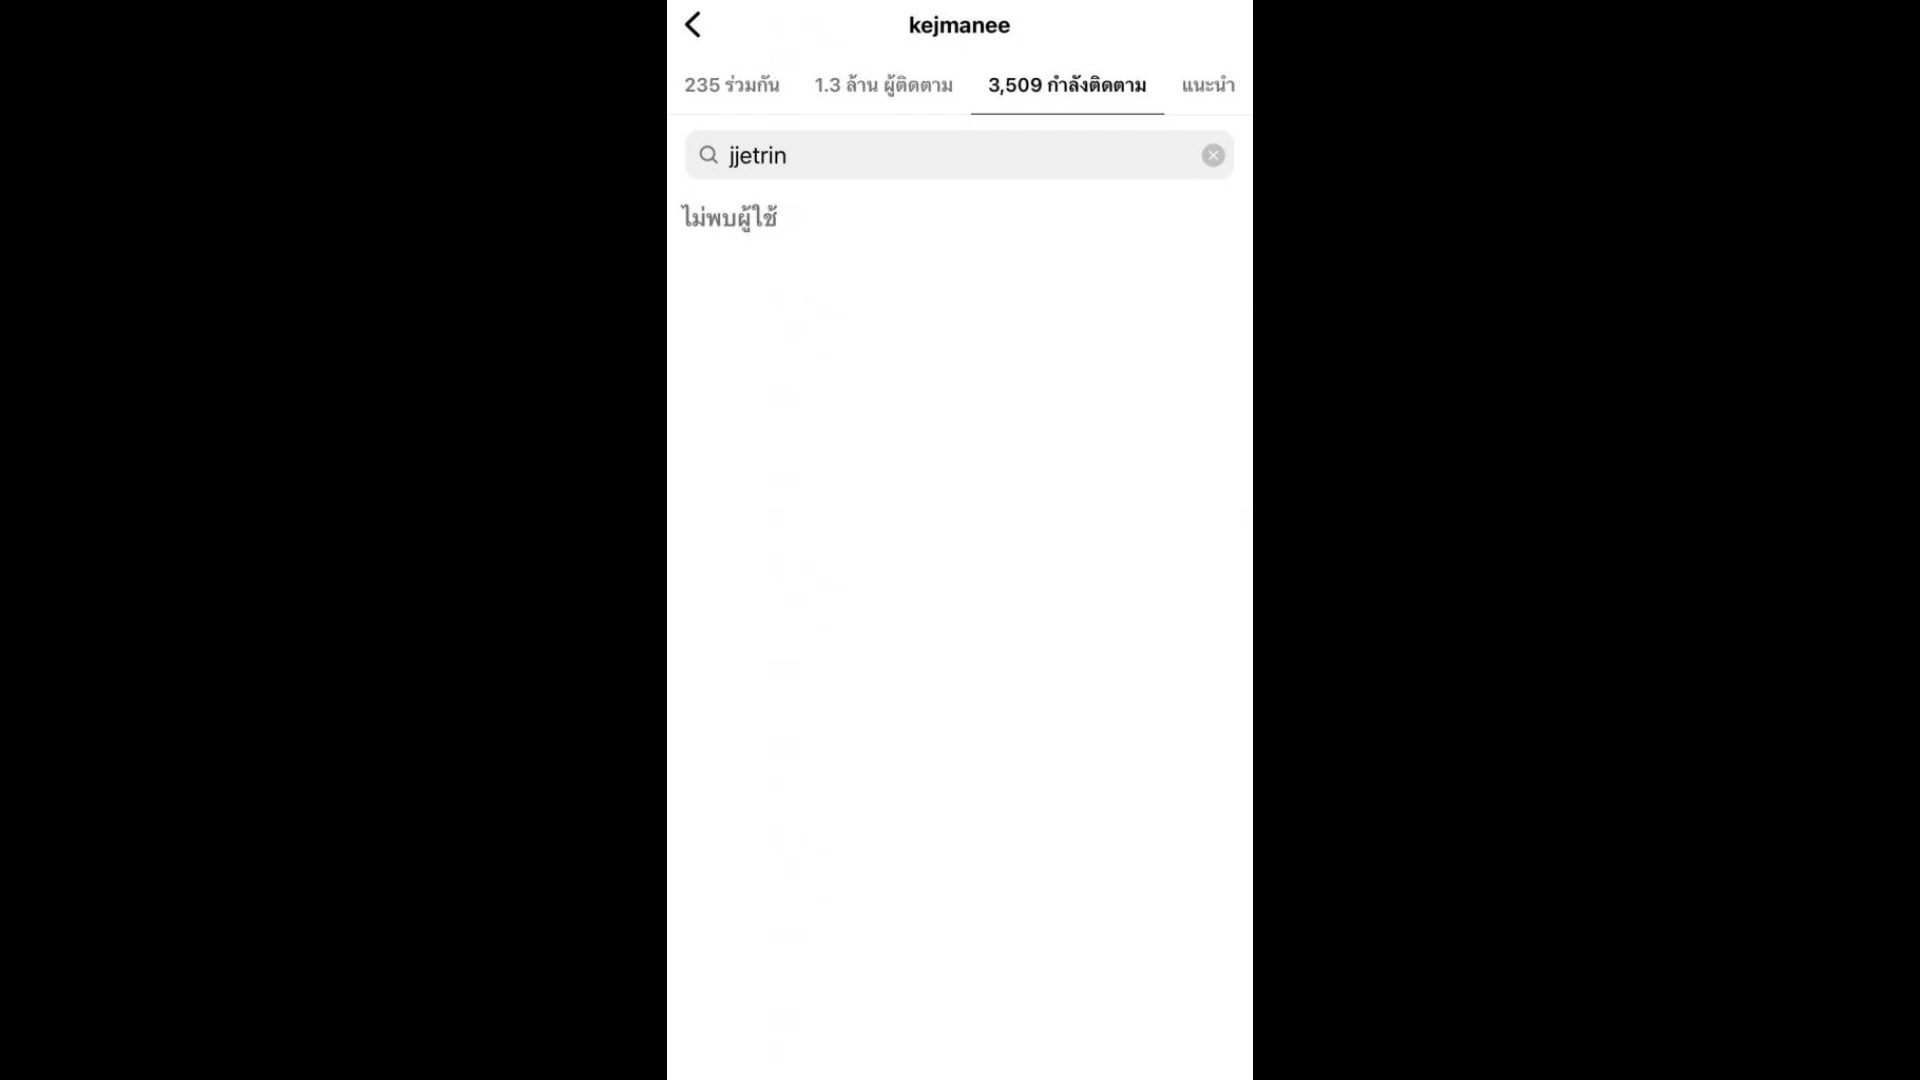 kejmanee
235 ร่วมกัน 1.3 ล้าน ผู้ติดตาม 3,509 กำลังติดตาม แนะนำ
jjetrin
ไม่พบผู้ใช้